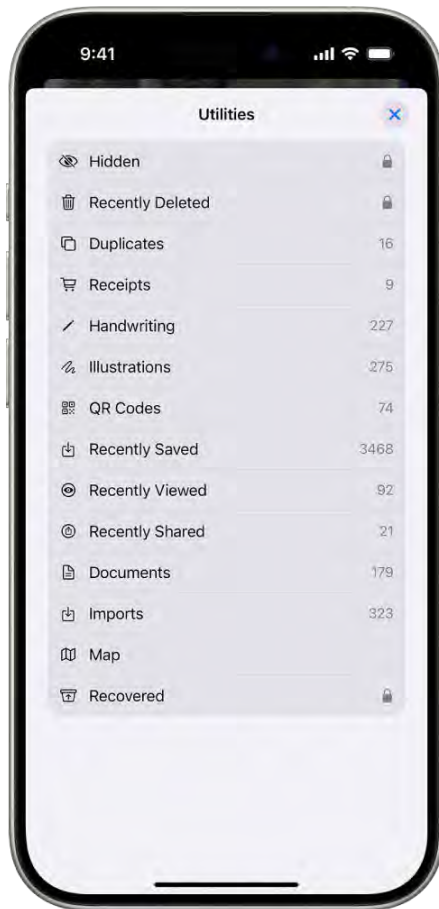 9:41
Utilities
Hidden
Recently Deleted
Duplicates 16
Receipts 9
Handwriting 227
Illustrations 275
QR Codes 74
Recently Saved 3468
Recently Viewed 92
Recently Shared 21
Documents 179
Imports 323
Map
Recovered